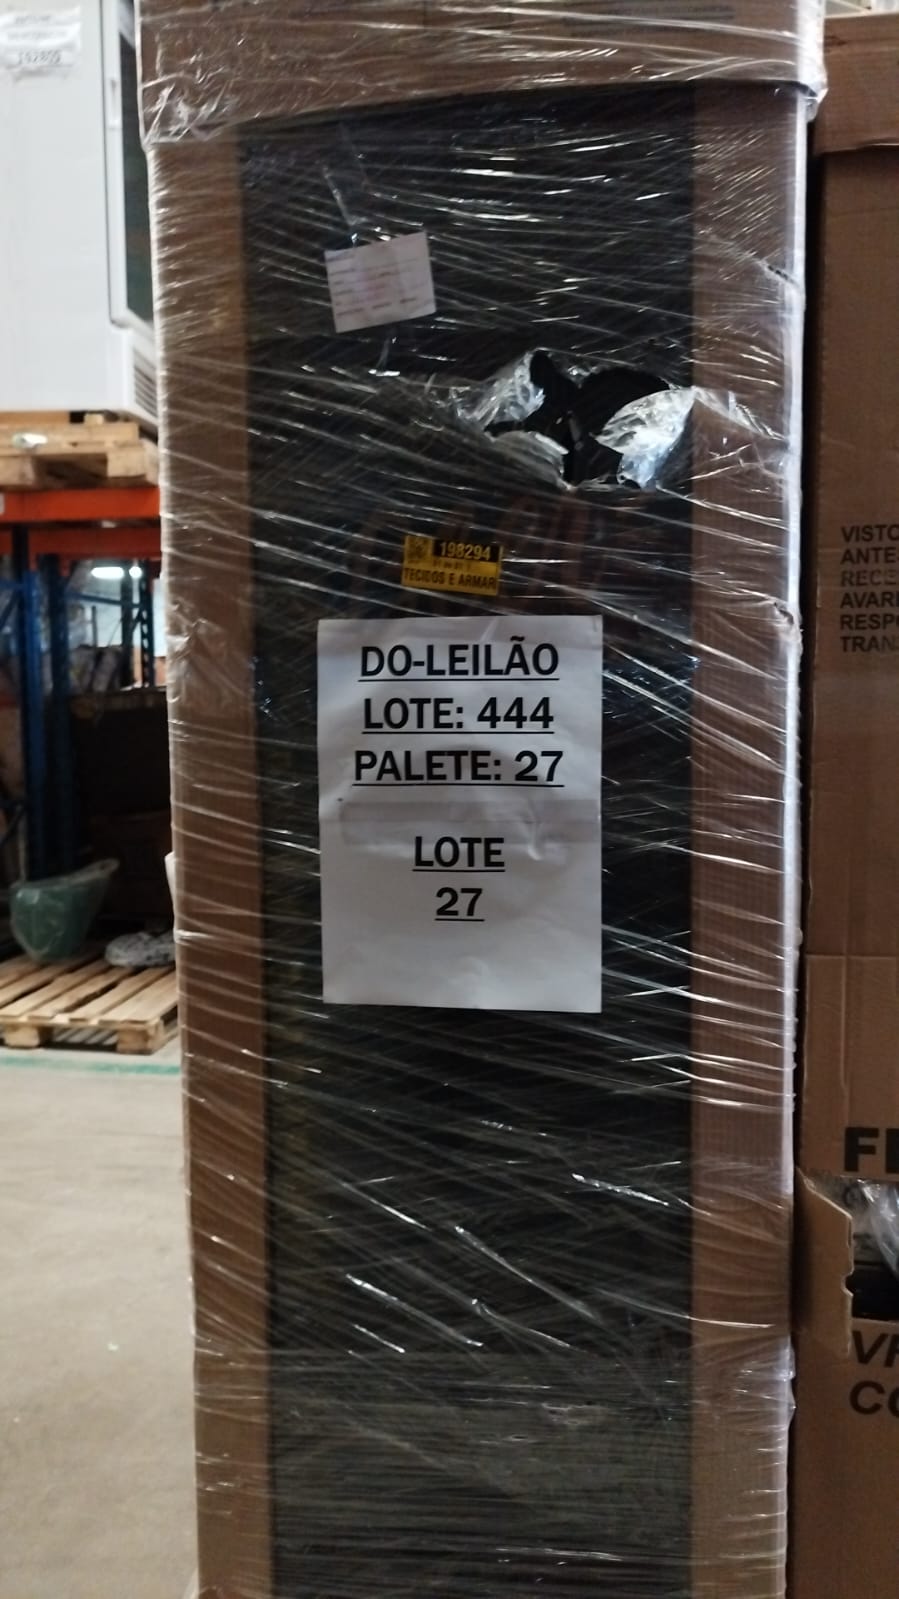 192805
198294
TECIDOS E ARMAR
DO-LEILÃO
LOTE: 444
PALETE: 27
LOTE
27
VISTO
ANTE
RECE
AVAR
RESP
TRAN
FE
VF
CO